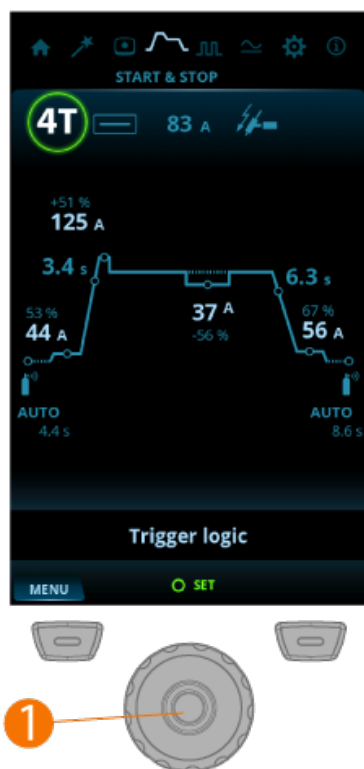 START & STOP
4T
83 A
+51 %
125 A
3.4 s
6.3 s
53 %
44 A
37 A
-56 %
67 %
56 A
AUTO
4.4 s
AUTO
8.6 s
Trigger logic
MENU
SET
1